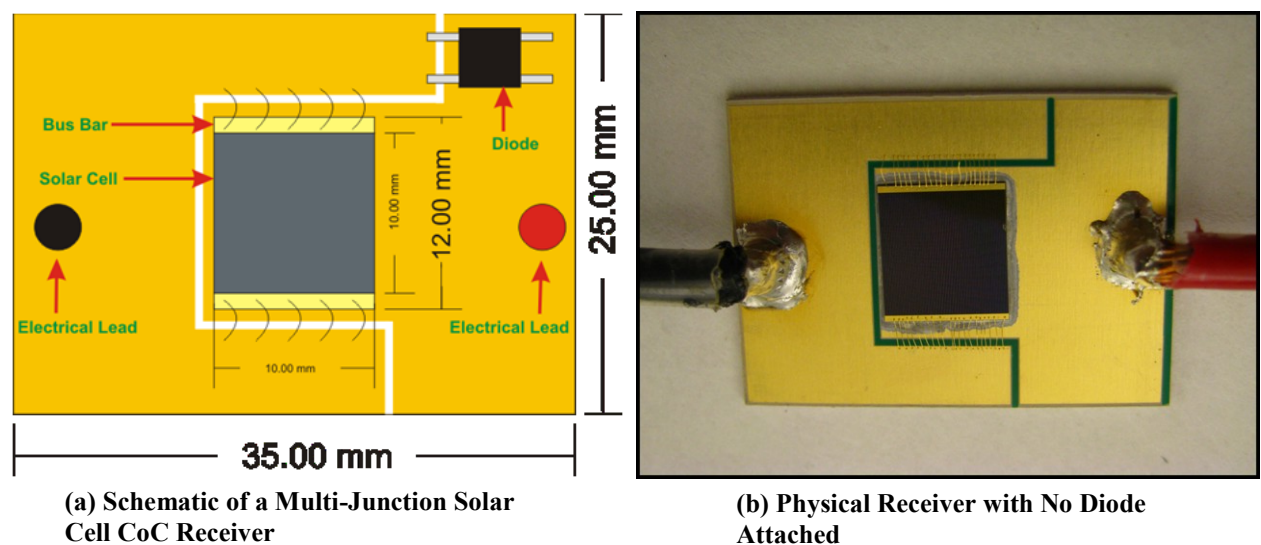 Bus Bar
Solar Cell
Diode
10.00 mm
12.00 mm
25.00 mm
Electrical Lead
Electrical Lead
10.00 mm
35.00 mm
(a) Schematic of a Multi-Junction Solar
Cell CoC Receiver
(b) Physical Receiver with No Diode
Attached